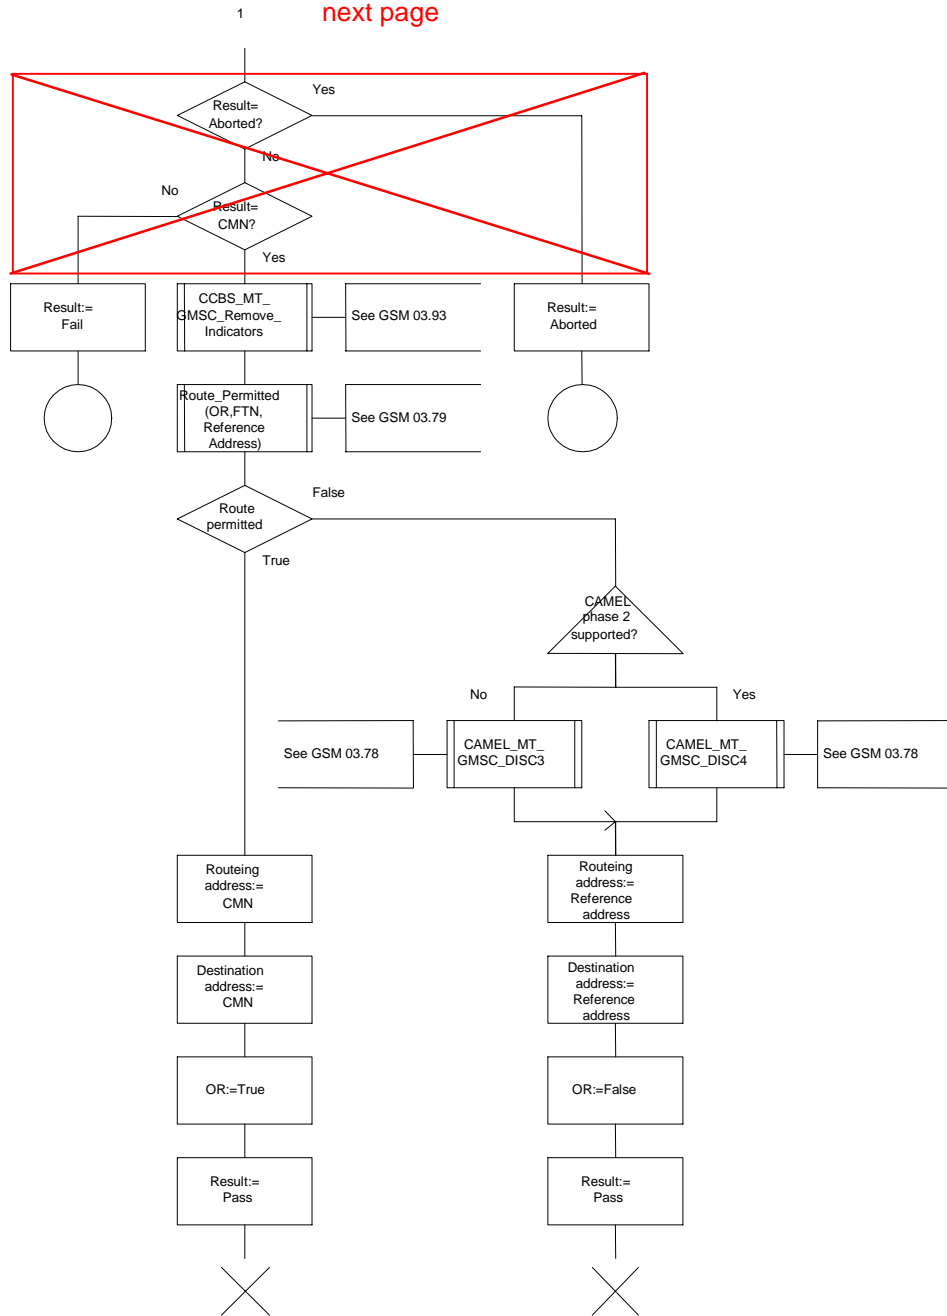 1
next page
Yes
Result=
Aborted?
No
No
Result=
CMN?
Yes
Result:=
Fail
CCBS_MT_
GMSC_Remove_
Indicators
See GSM 03.93
Result:=
Aborted
Route_Permitted
(OR,FTN,
Reference
Address)
See GSM 03.79
False
Route
permitted
True
CAMEL
phase 2
supported?
No
Yes
See GSM 03.78
CAMEL_MT_
GMSC_DISC3
CAMEL_MT_
GMSC_DISC4
See GSM 03.78
Routeing
address:=
CMN
Routeing
address:=
Reference
address
Destination
address:=
CMN
Destination
address:=
Reference
address
OR:=True
OR:=False
Result:=
Pass
Result:=
Pass